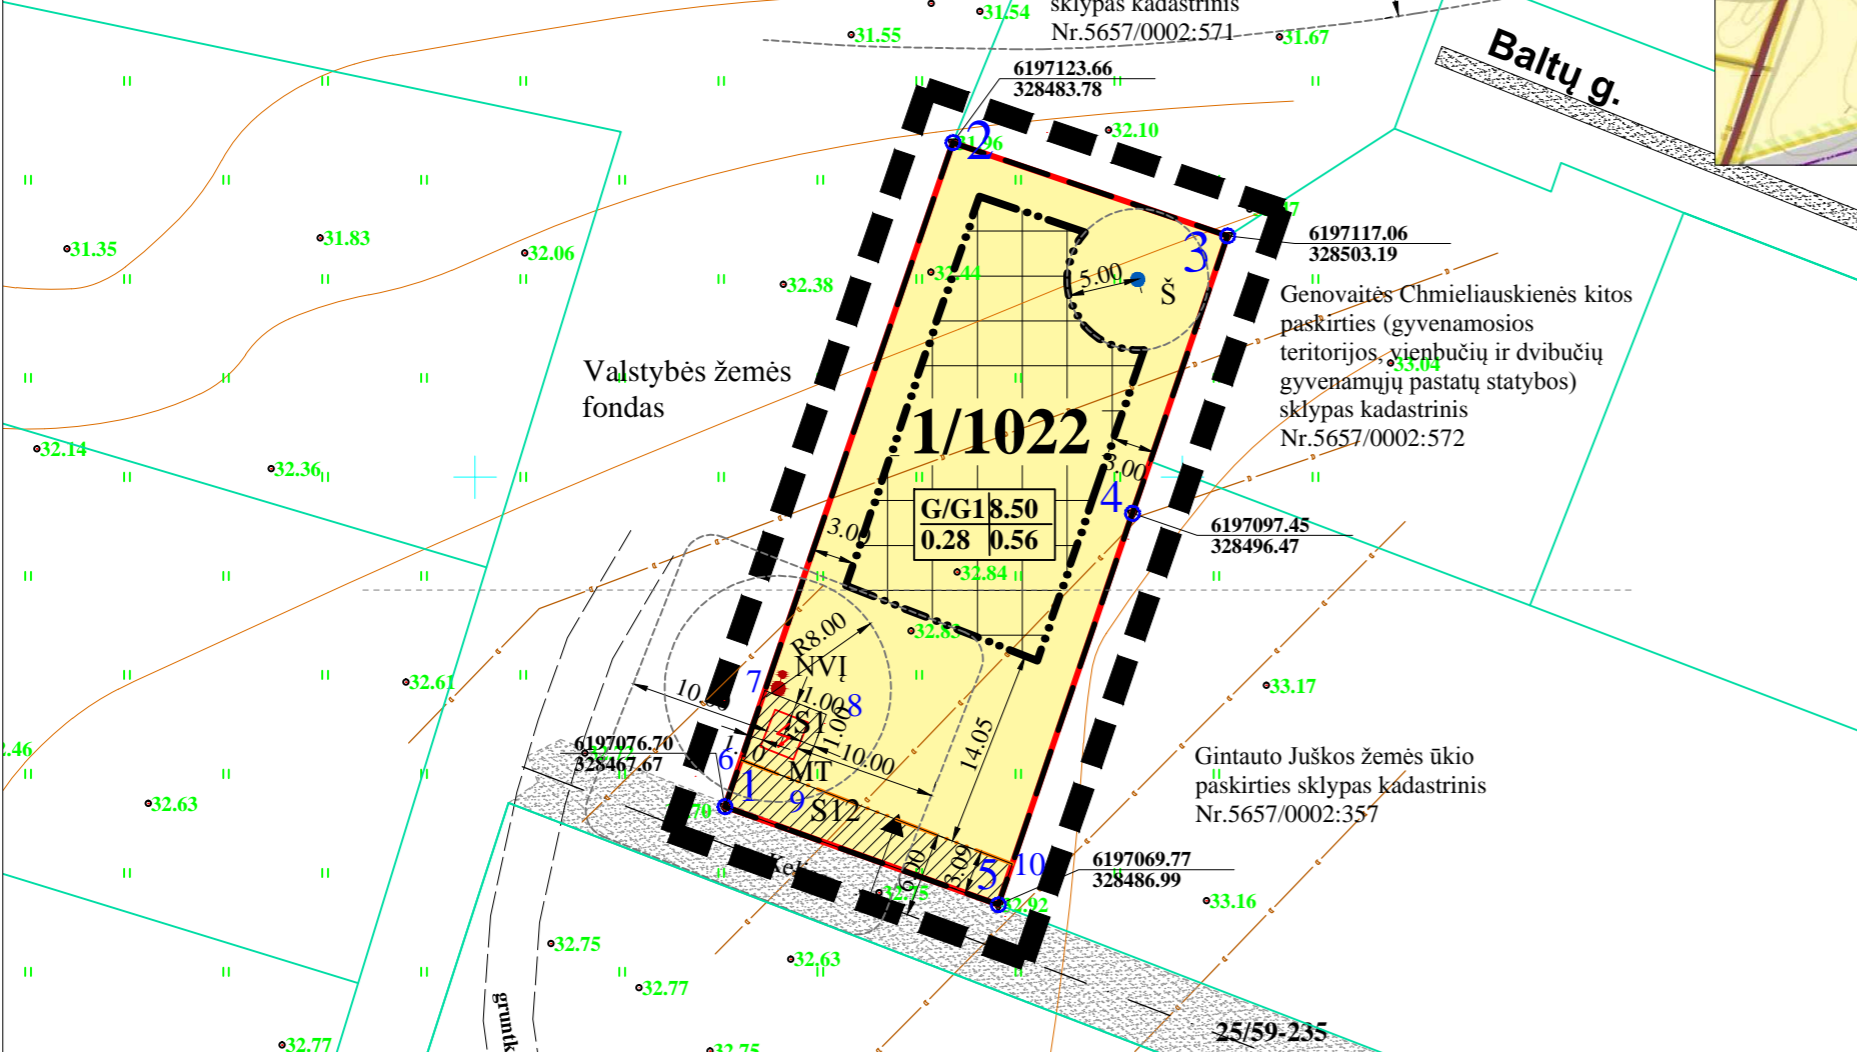 31.54
sklypas kadastrinis
Nr.5657/0002:571
31.55
31.67
Baltų g.
6197123.66
328483.78
2
32.10
31.35
31.83
32.06
32.38
32.44
3
6197117.06
328503.19
5.00
Š
Genovaitės Chmieliauskienės kitos
paskirties (gyvenamosios
teritorijos, vienbučių ir dvibučių
gyvenamųjų pastatų statybos)
sklypas kadastrinis
Nr.5657/0002:572
33.04
Valstybės žemės
fondas
1/1022
32.14
32.36
3.00
4
G/G1 8.50
0.28 0.56
3.00
6197097.45
328496.47
32.84
32.83
R8.00
NVĮ
7
8
32.61
1.00
S1
1.00
10.00
33.17
14.05
6197076.70
328467.67
6
MT
1
9
S12
32.63
Gintauto Juškos žemės ūkio
paskirties sklypas kadastrinis
Nr.5657/0002:357
6.00
3.09
5
10
6197069.77
328486.99
32.75
32.92
33.16
32.75
32.63
32.77
gruntk
25/59-235
32.77
32.75